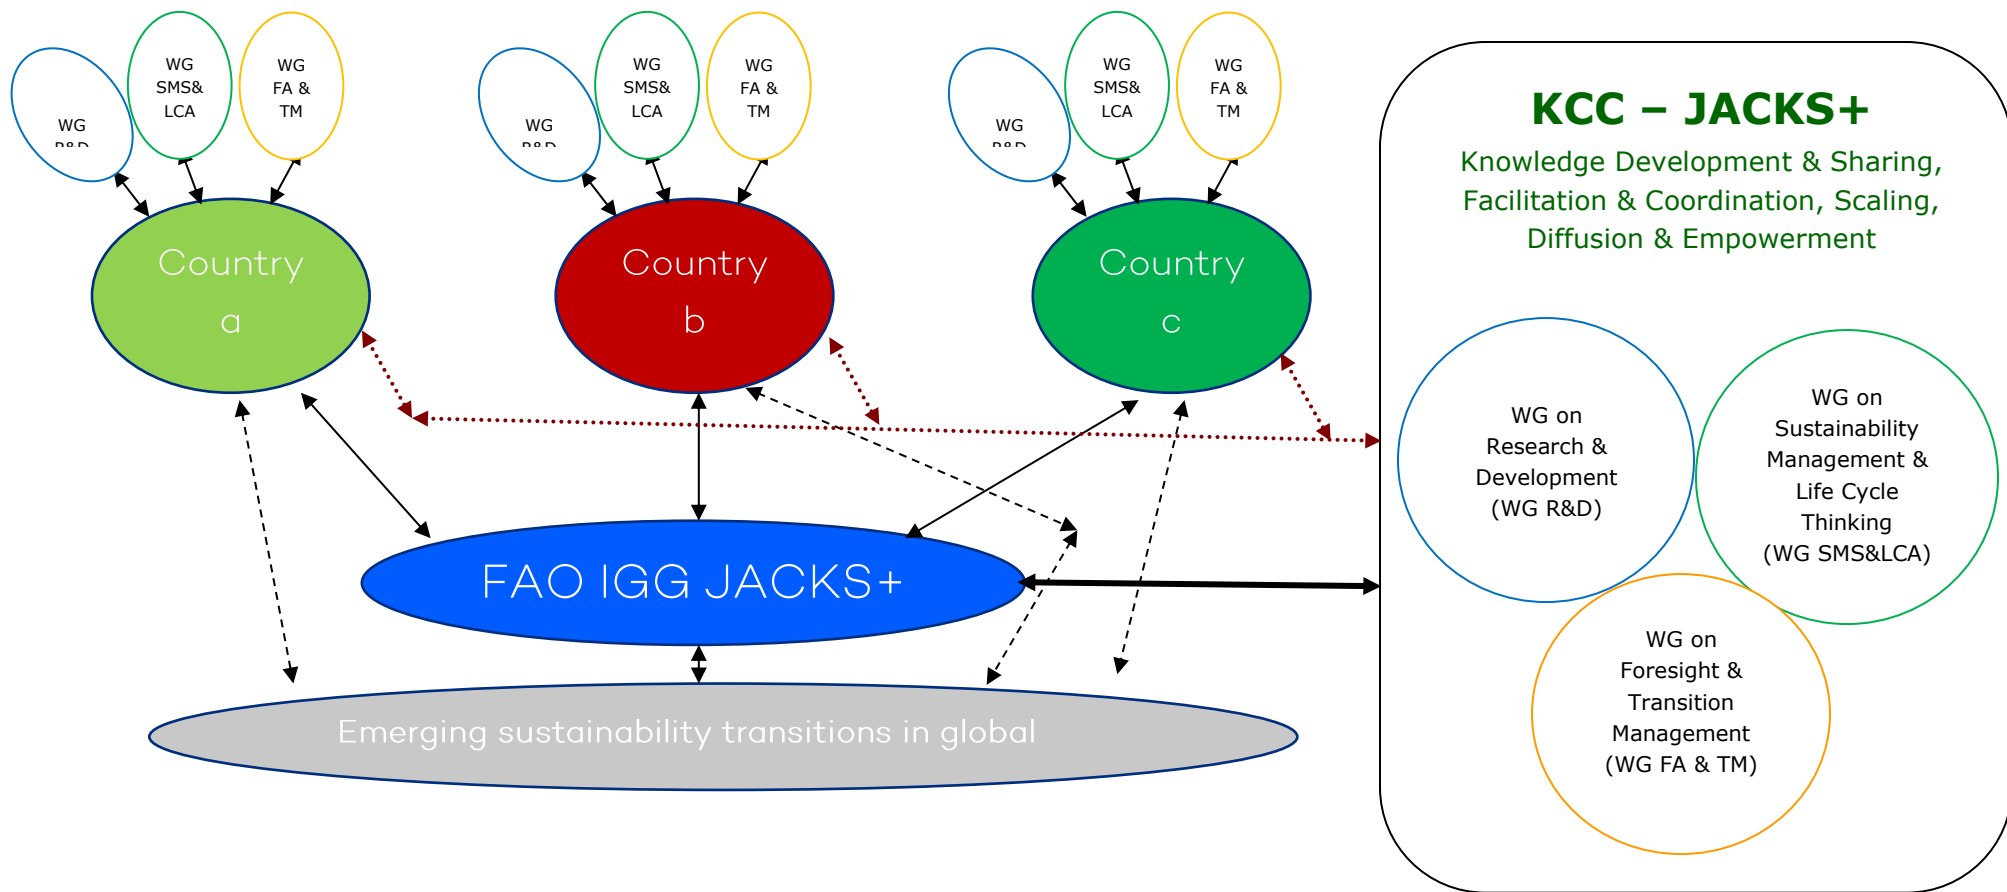 WG
R&D
WG
SMS&
LCA
WG
FA &
TM
WG
R&D
WG
SMS&
LCA
WG
FA &
TM
WG
R&D
WG
SMS&
LCA
WG
FA &
TM
Country
a
Country
b
Country
c
FAO IGG JACKS+
Emerging sustainability transitions in global
KCC – JACKS+
Knowledge Development & Sharing,
Facilitation & Coordination, Scaling,
Diffusion & Empowerment
WG on
Research &
Development
(WG R&D)
WG on
Sustainability
Management &
Life Cycle
Thinking
(WG SMS&LCA)
WG on
Foresight &
Transition
Management
(WG FA & TM)